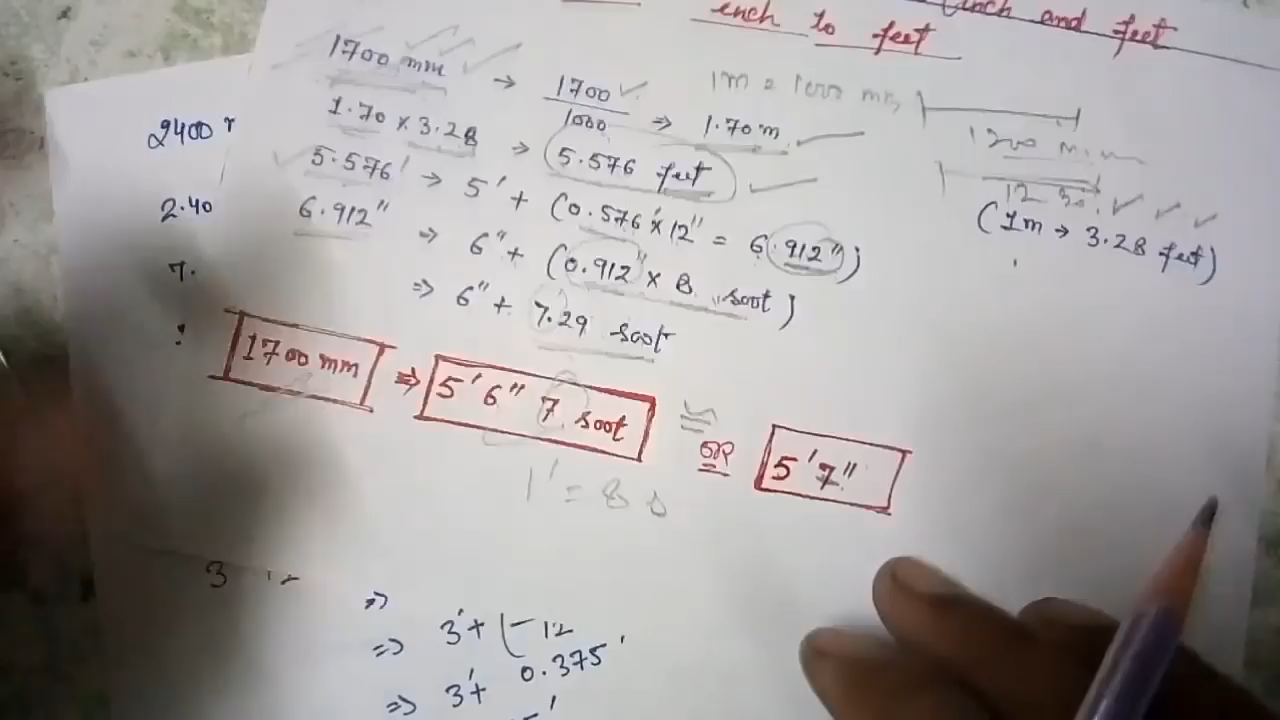 (inch and feet
ench to feet
1700 mm → 1700/1000 ⇒ 1.70 m
1m = 1000 mm
1.70 × 3.28 → 5.576 feet
5.576' → 5' + (0.576' × 12" = 6.912")
6.912" ⇒ 6" + (0.912" × 8 soot)
⇒ 6" + 7.29 soot
1700 mm ⇒ 5'6" 7 soot ≅ OR 5'7"
1' = 8 s
1200 m.m
(1m → 3.28 feet)
2400
2.40
7.
3
⇒
⇒ 3'+ 12
⇒ 3'+ 0.375'